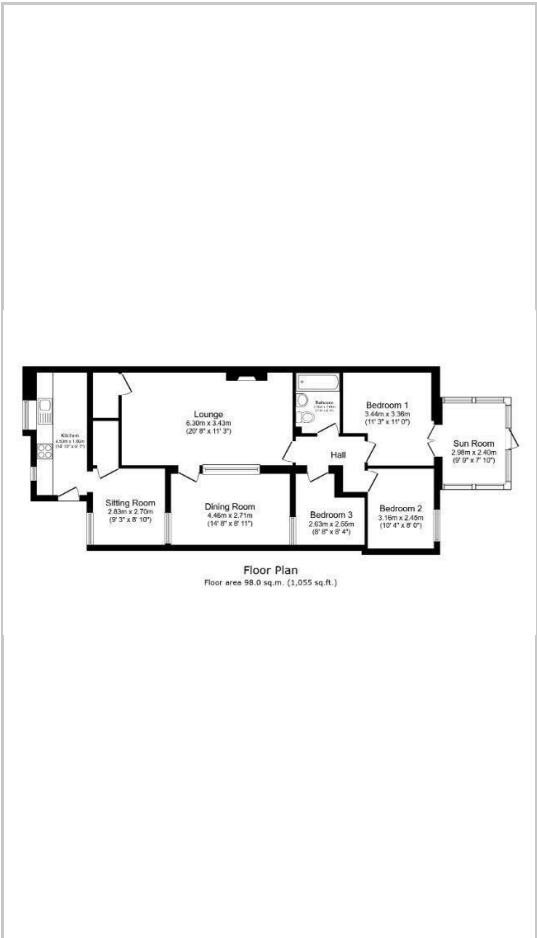 Kitchen
Lounge
6.30m x 3.43m
(20' 8" x 11' 3")
Bathroom
Bedroom 1
3.44m x 3.36m
(11' 3" x 11' 0")
Hall
Sun Room
2.98m x 2.40m
(9' 9" x 7' 10")
Sitting Room
2.83m x 2.70m
(9' 3" x 8' 10")
Dining Room
4.46m x 2.71m
(14' 8" x 8' 11")
Bedroom 3
2.63m x 2.55m
(8' 8" x 8' 4")
Bedroom 2
3.16m x 2.45m
(10' 4" x 8' 0")
Floor Plan
Floor area 98.0 sq.m. (1,055 sq.ft.)